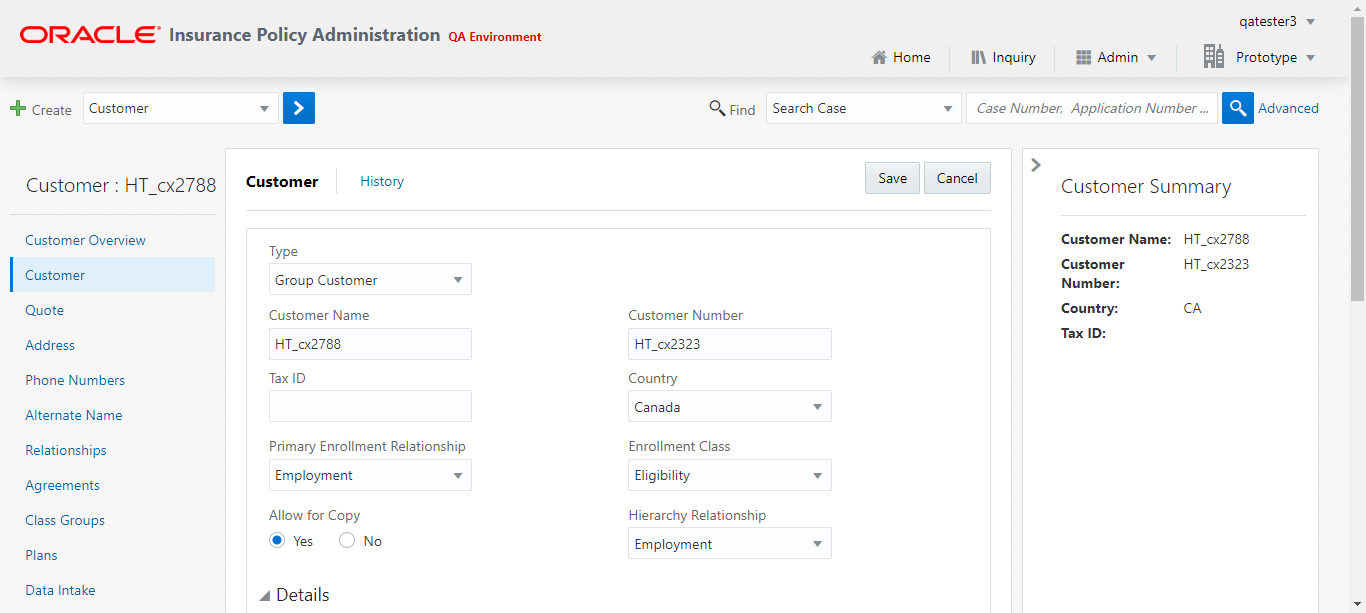 qatester3
ORACLE Insurance Policy Administration QA Environment
Home Inquiry Admin Prototype
Create Customer Find Search Case Case Number, Application Number ... Advanced
Customer : HT_cx2788
Customer Overview
Customer
Quote
Address
Phone Numbers
Alternate Name
Relationships
Agreements
Class Groups
Plans
Data Intake
Customer History Save Cancel
Type
Group Customer
Customer Name Customer Number
HT_cx2788 HT_cx2323
Tax ID Country
Canada
Primary Enrollment Relationship Enrollment Class
Employment Eligibility
Allow for Copy Hierarchy Relationship
Yes No Employment
Details
Customer Summary
Customer Name: HT_cx2788
Customer HT_cx2323
Number:
Country: CA
Tax ID: